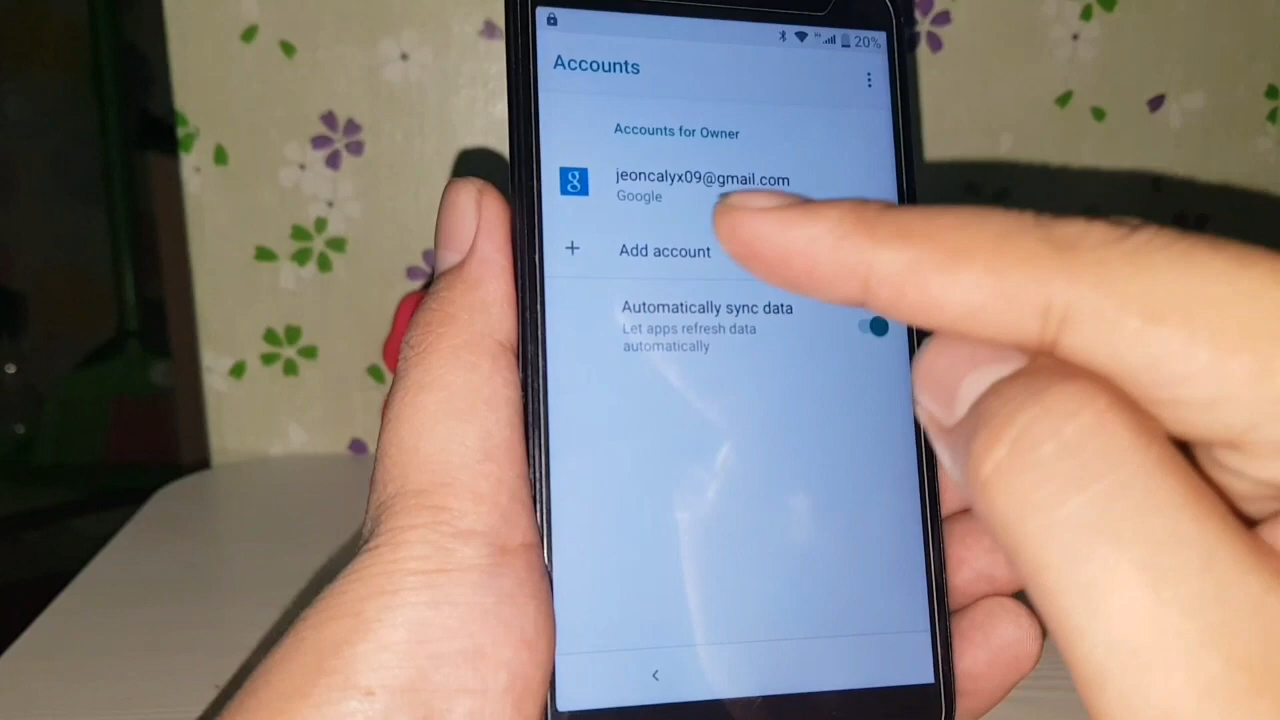 20%
Accounts
Accounts for Owner
jeoncalyx09@gmail.com
Google
+ Add account
Automatically sync data
Let apps refresh data
automatically